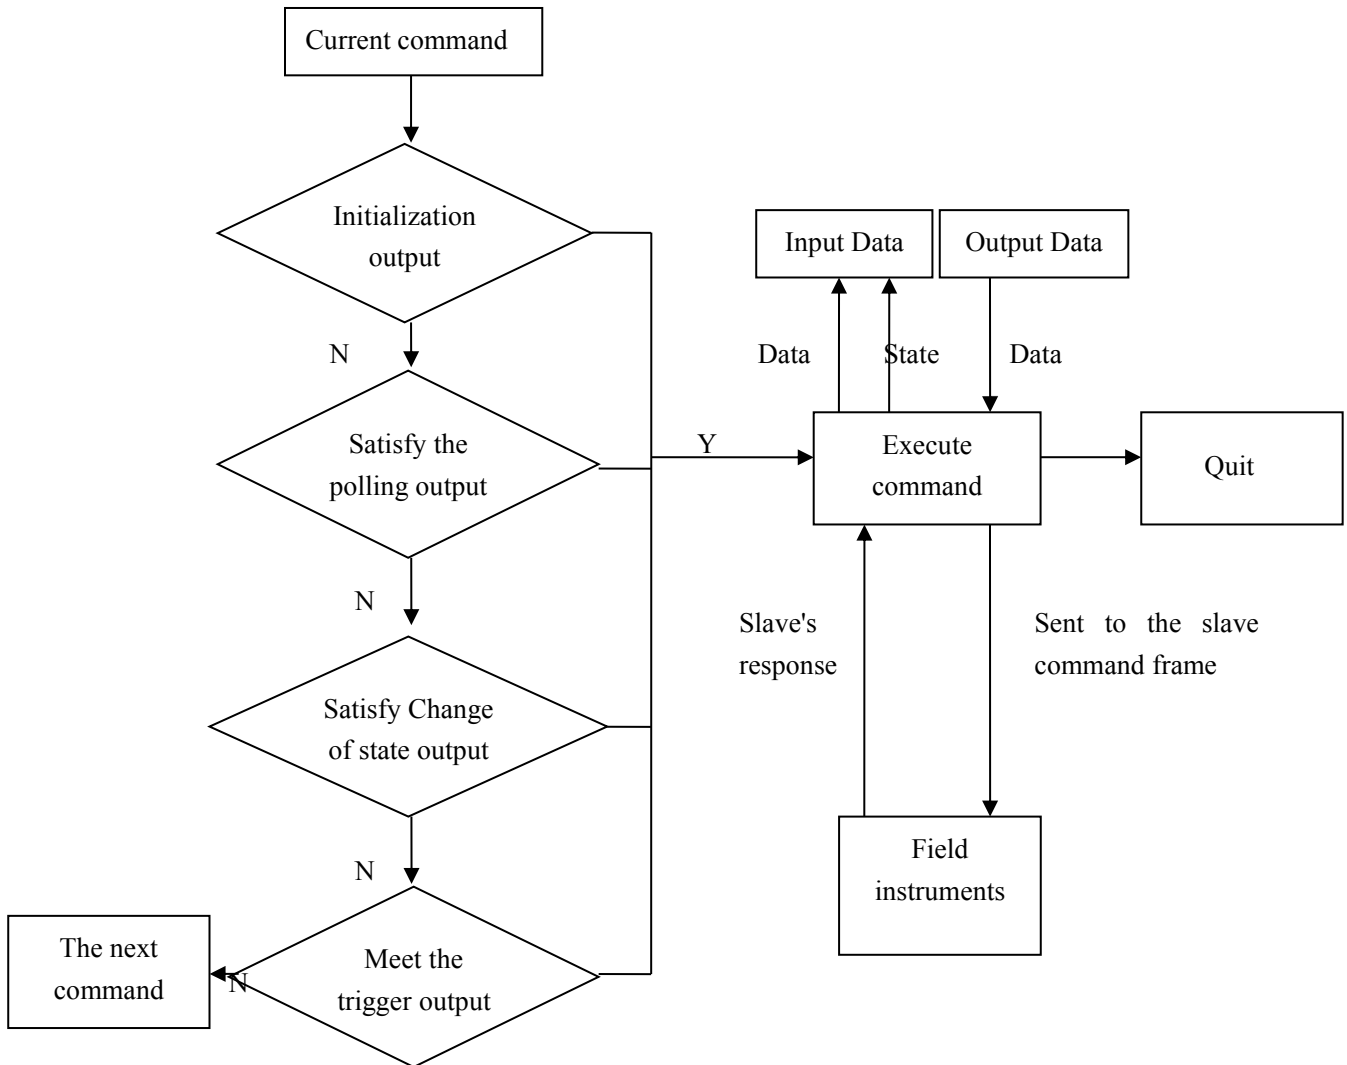 Current command
Initialization
output
N
Satisfy the
polling output
N
Satisfy Change
of state output
N
Meet the
trigger output
N
The next
command
Y
Input Data
Output Data
Data
State
Data
Execute
command
Quit
Slave's
response
Sent to the slave
command frame
Field
instruments